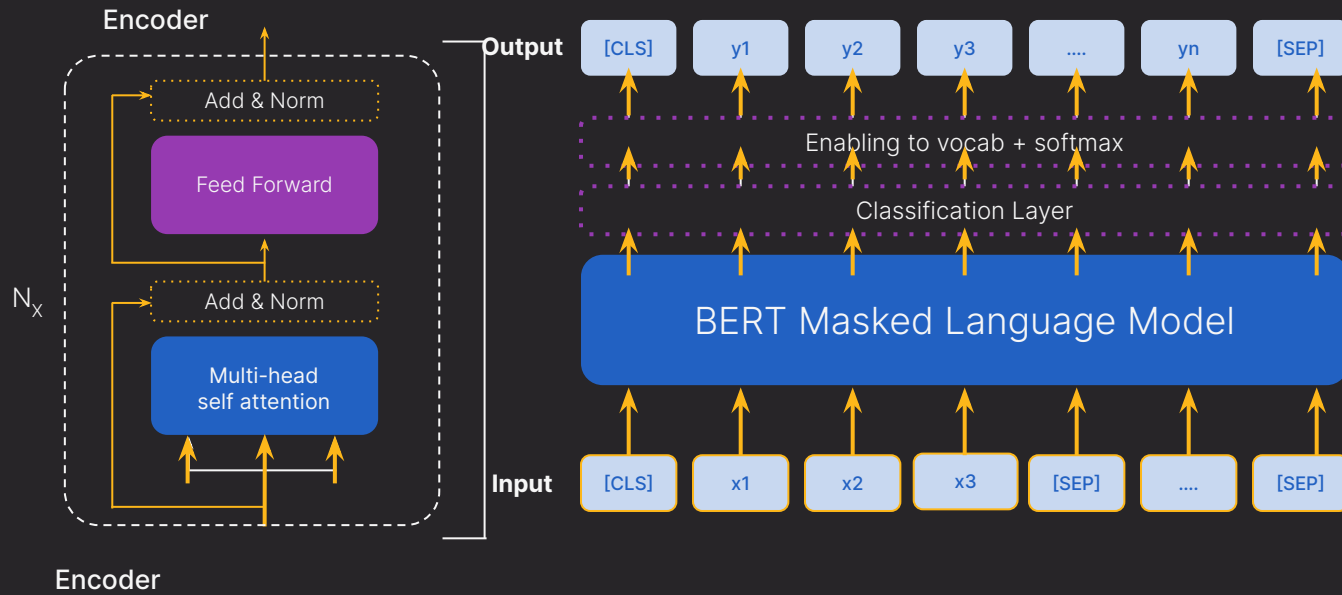 Encoder
Add & Norm
Feed Forward
Add & Norm
Nx
Multi-head
self attention
Encoder
Output
[CLS] y1 y2 y3 .... yn [SEP]
Enabling to vocab + softmax
Classification Layer
BERT Masked Language Model
Input
[CLS] x1 x2 x3 [SEP] .... [SEP]